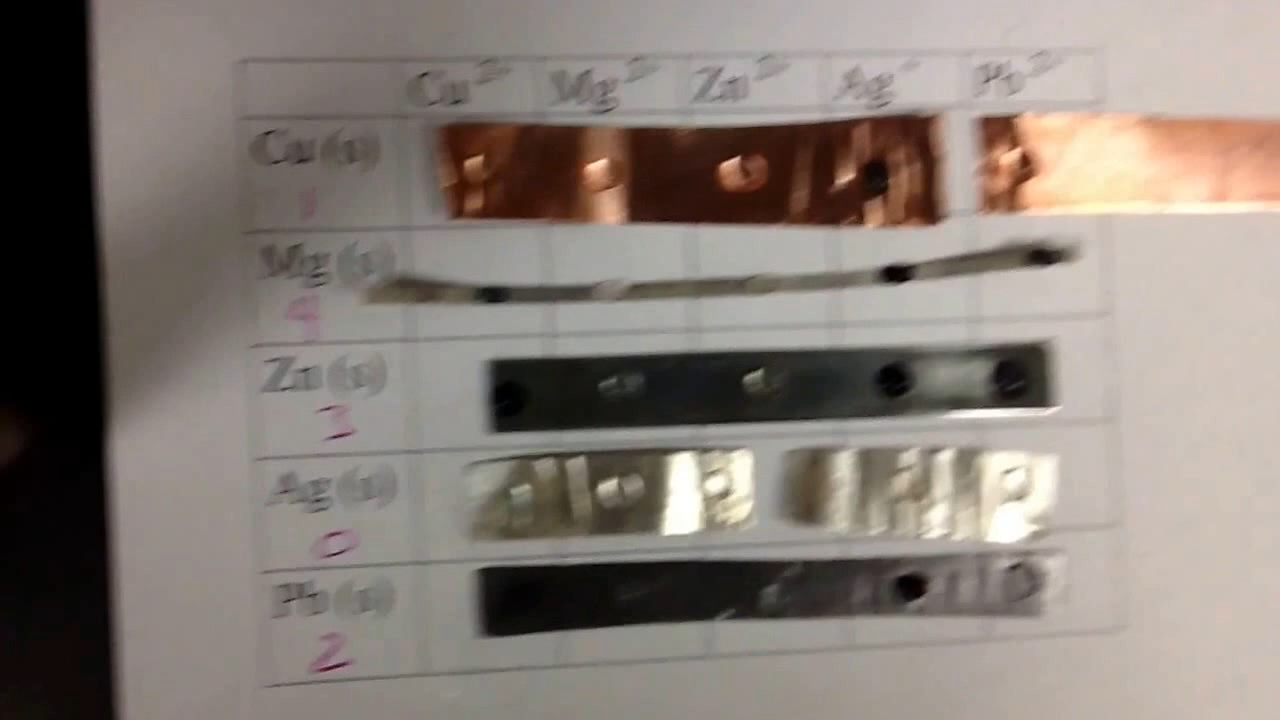 Cu²⁺ Mg²⁺ Zn²⁺ Ag⁺ Pb²⁺
Cu(s)
1
Mg(s)
4
Zn(s)
3
Ag(s)
0
Pb(s)
2